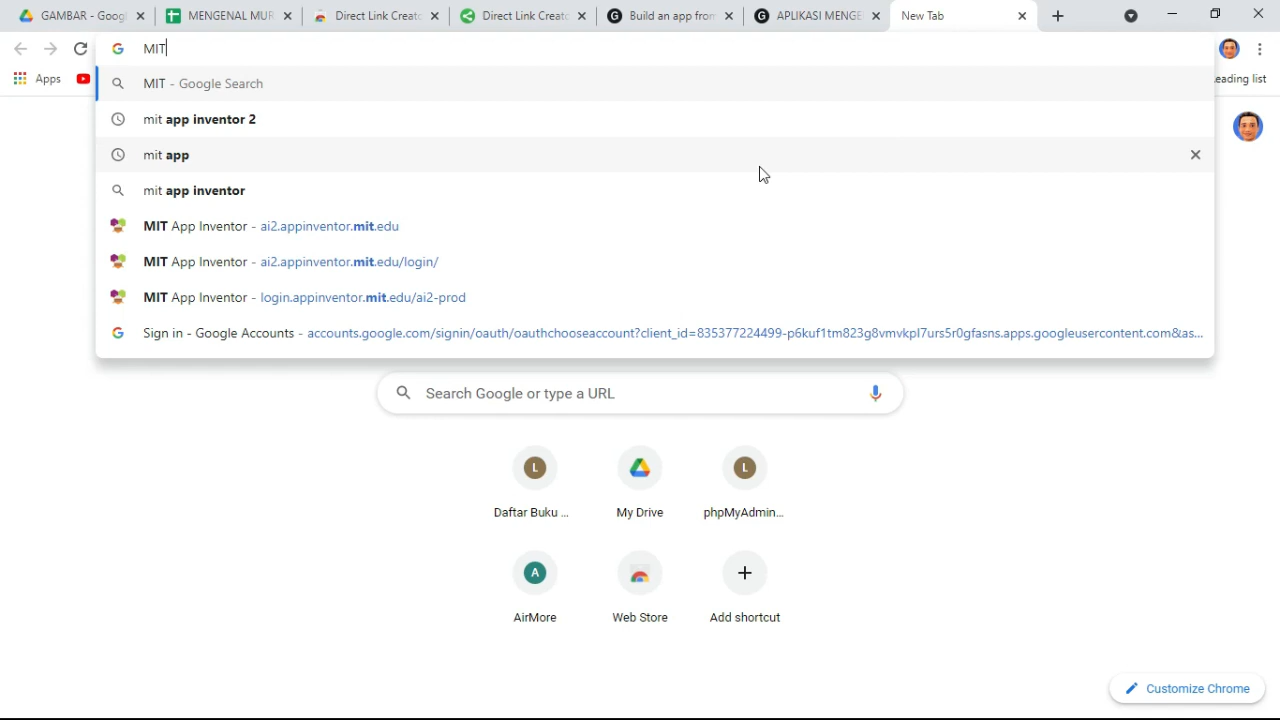 GAMBAR - Googl
MENGENAL MUR
Direct Link Creato
Direct Link Creato
Build an app from
APLIKASI MENGE
New Tab
MIT
Apps
eading list
MIT - Google Search
mit app inventor 2
mit app
mit app inventor
MIT App Inventor - ai2.appinventor.mit.edu
MIT App Inventor - ai2.appinventor.mit.edu/login/
MIT App Inventor - login.appinventor.mit.edu/ai2-prod
Sign in - Google Accounts - accounts.google.com/signin/oauth/oauthchooseaccount?client_id=835377224499-p6kuf1tm823g8vmvkpl7urs5r0gfasns.apps.googleusercontent.com&as...
Search Google or type a URL
L
L
Daftar Buku ...
My Drive
phpMyAdmin...
A
AirMore
Web Store
Add shortcut
Customize Chrome